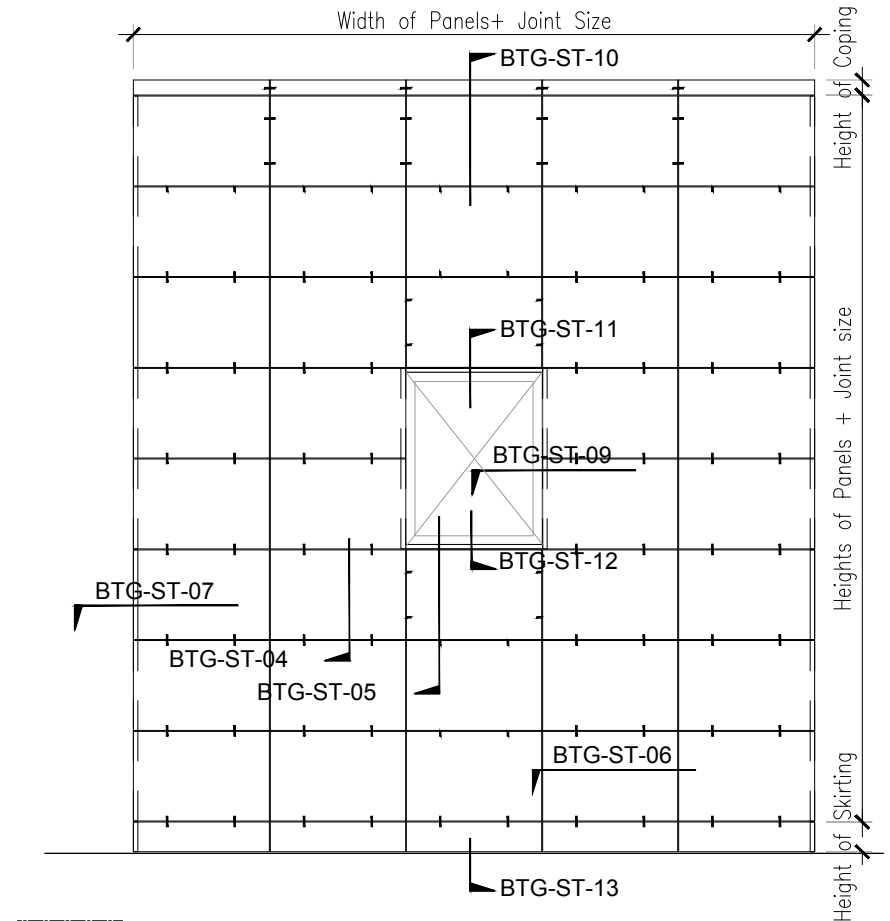 Width of Panels+ Joint Size
Height of Coping
BTG-ST-10
BTG-ST-11
Heights of Panels + Joint size
BTG-ST-09
BTG-ST-12
BTG-ST-07
BTG-ST-04
BTG-ST-05
BTG-ST-06
Height of Skirting
BTG-ST-13